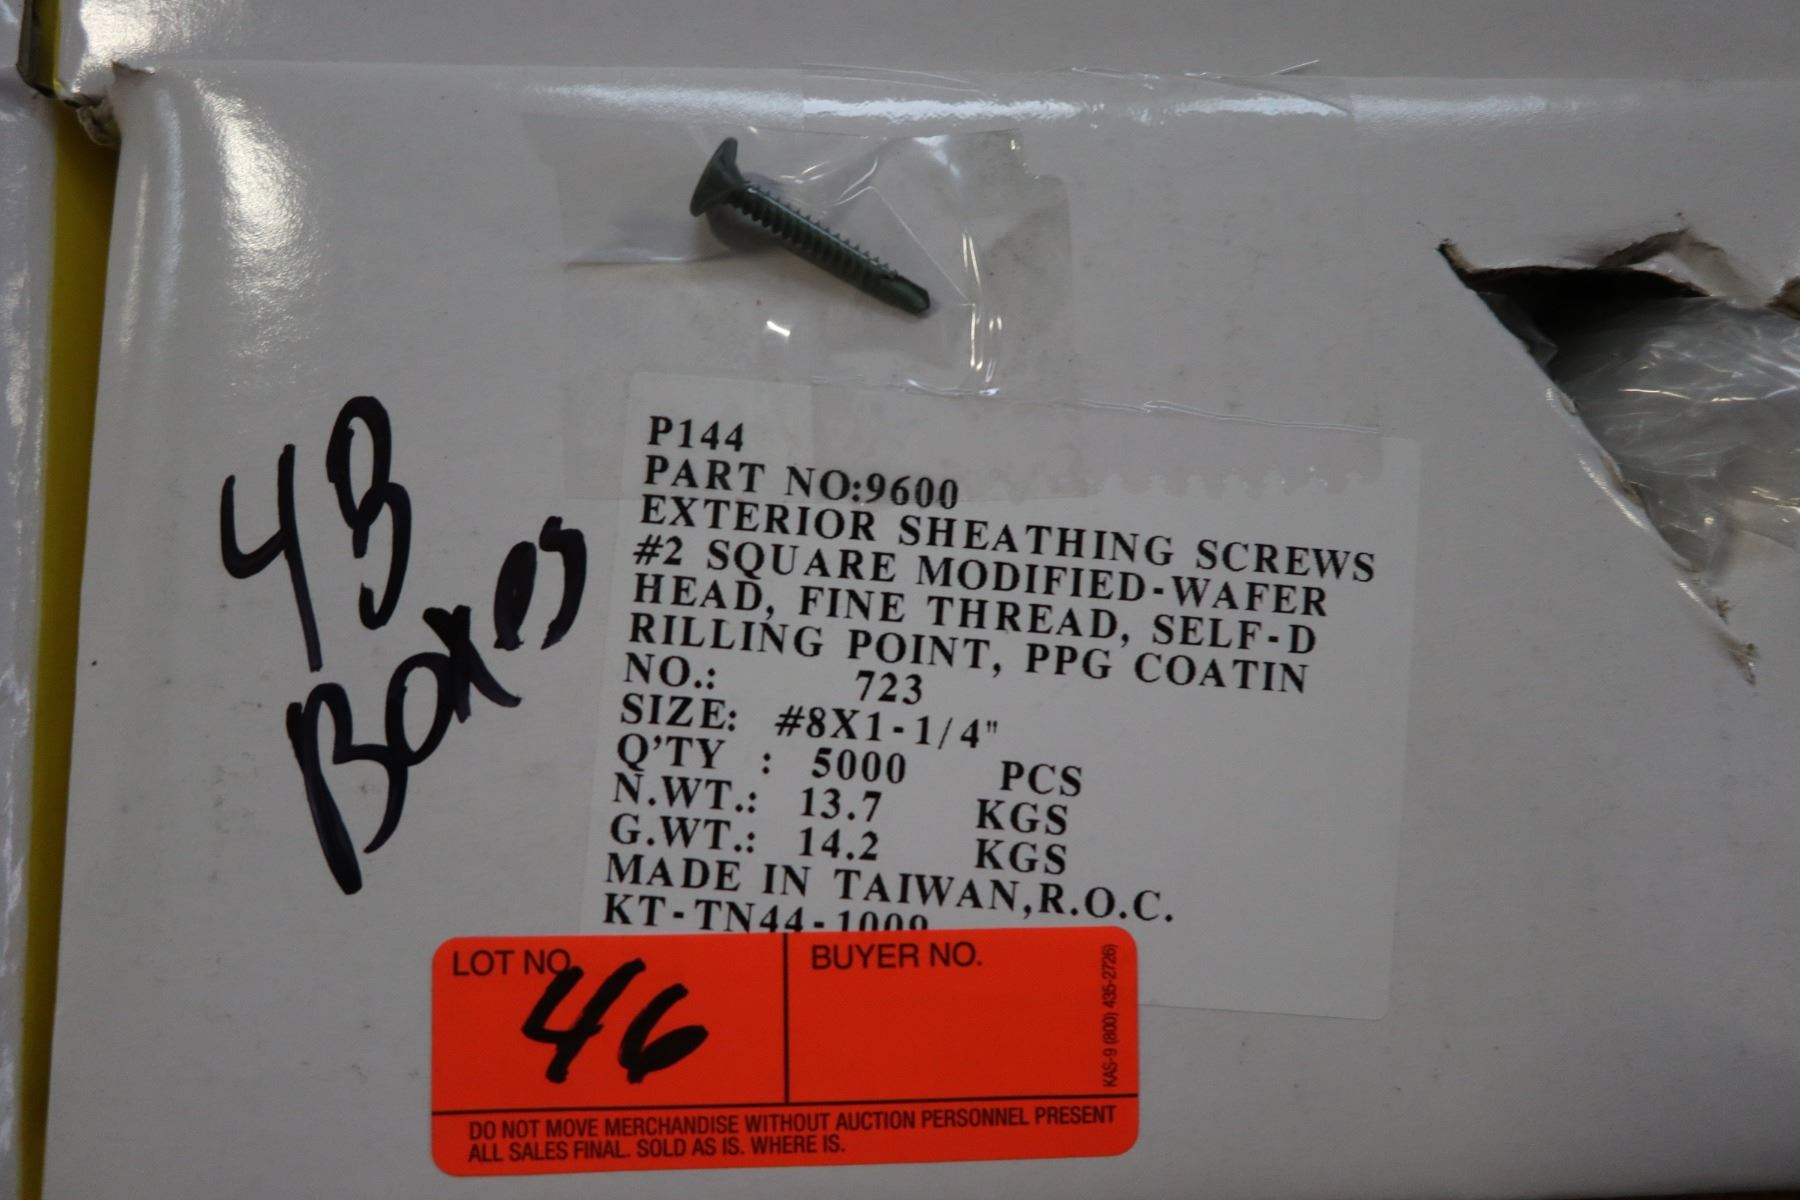 P144
PART NO:9600
EXTERIOR SHEATHING SCREWS
#2 SQUARE MODIFIED-WAFER
HEAD, FINE THREAD, SELF-D
RILLING POINT, PPG COATIN
NO.: 723
SIZE: #8X1-1/4"
Q'TY : 5000 PCS
N.WT.: 13.7 KGS
G.WT.: 14.2 KGS
MADE IN TAIWAN,R.O.C.
KT-TN44-1009
43
Boxes
LOT NO. 46
BUYER NO.
KAS-9 (800) 435-2726)
DO NOT MOVE MERCHANDISE WITHOUT AUCTION PERSONNEL PRESENT
ALL SALES FINAL. SOLD AS IS. WHERE IS.